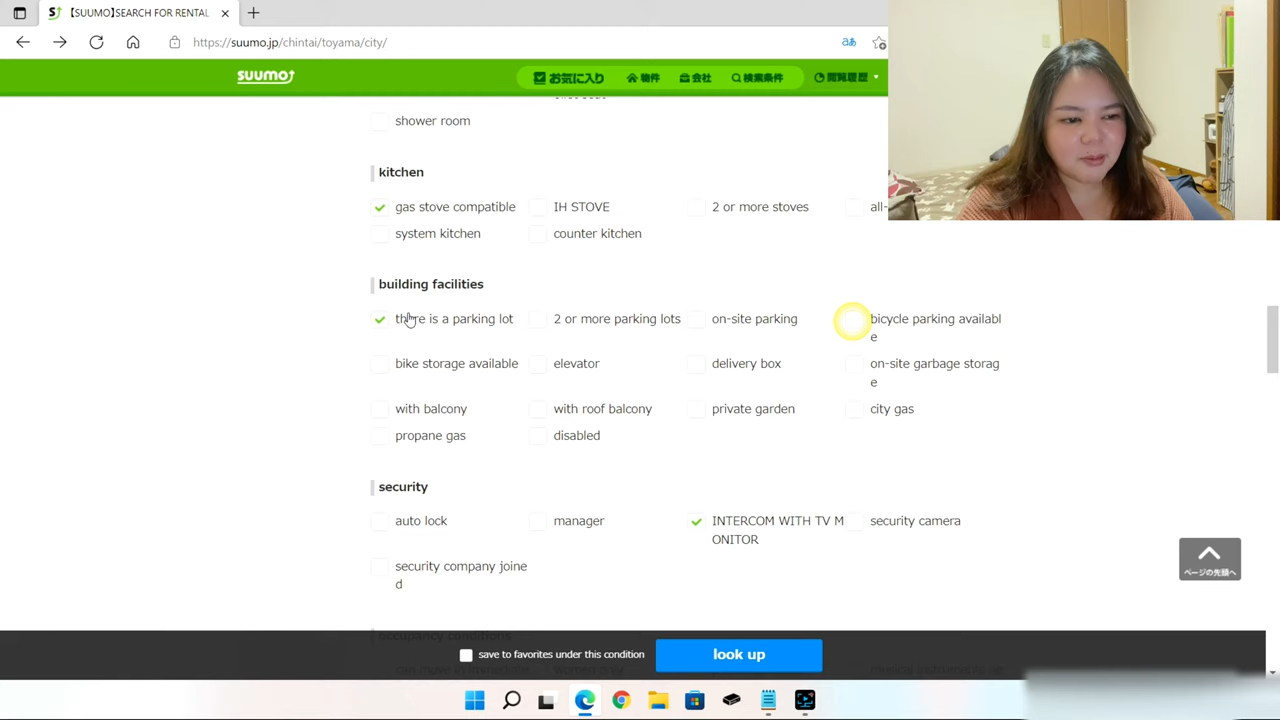 【SUUMO】SEARCH FOR RENTAL
https://suumo.jp/chintai/toyama/city/
ああ
SUUMO
お気に入り 物件 会社 検索条件 閲覧履歴
shower room
kitchen
gas stove compatible IH STOVE 2 or more stoves all-
system kitchen counter kitchen
building facilities
there is a parking lot 2 or more parking lots on-site parking bicycle parking availabl
e
bike storage available elevator delivery box on-site garbage storag
e
with balcony with roof balcony private garden city gas
propane gas disabled
security
auto lock manager INTERCOM WITH TV M security camera
ONITOR
security company joine
d
ページの先頭へ
occupancy conditions
save to favorites under this condition look up